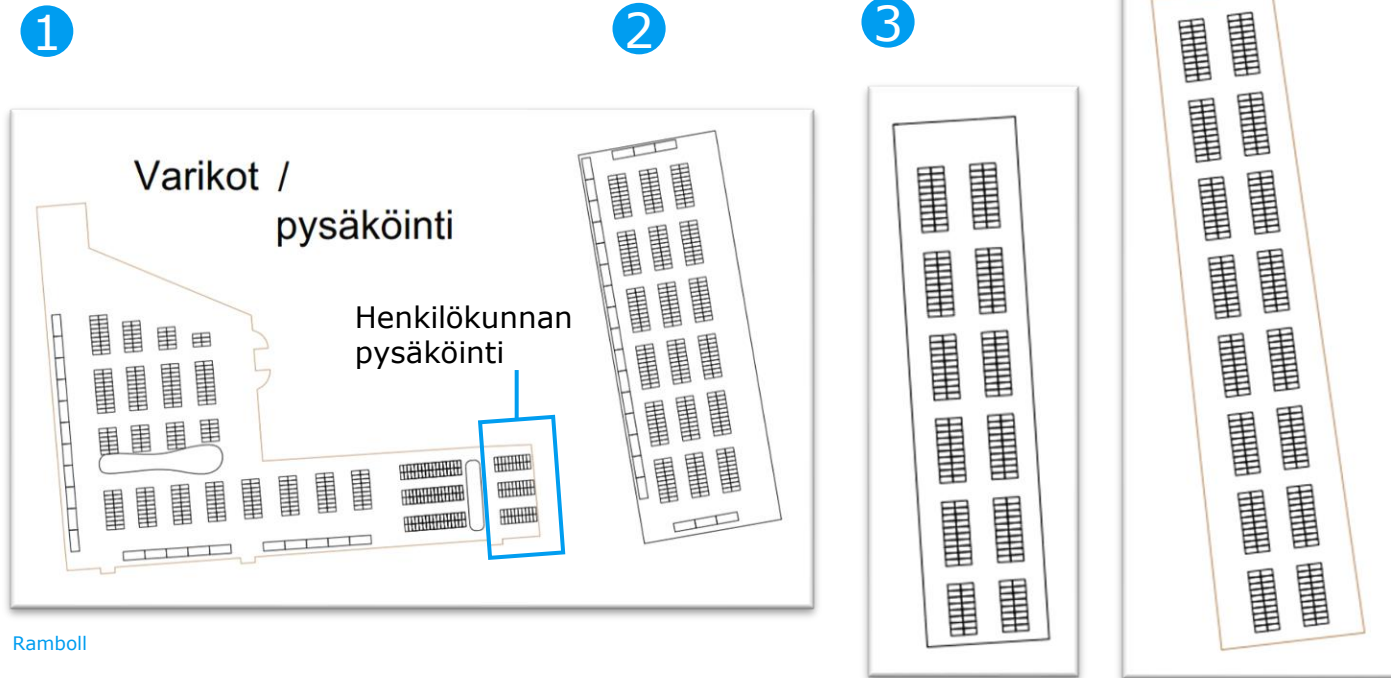 1
2
3
Varikot /
pysäköinti
Henkilökunnan
pysäköinti
Ramboll